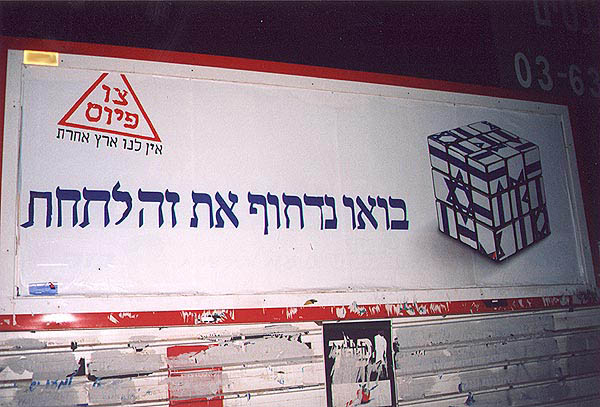 צו
פיוס
אין לנו ארץ אחרת
בואו נדחוף את זה לתחת
03-63